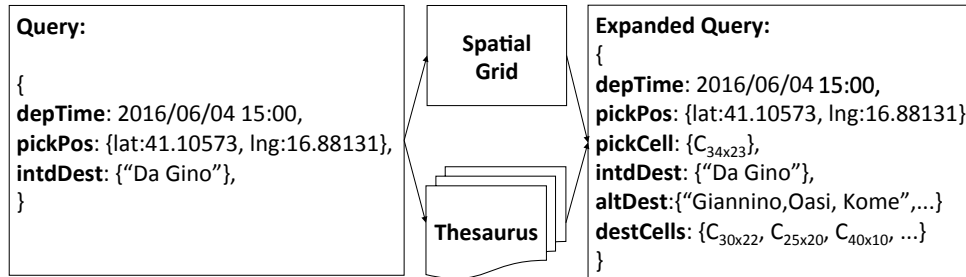 Query:
{
depTime: 2016/06/04 15:00,
pickPos: {lat:41.10573, lng:16.88131},
intdDest: {“Da Gino”},
}
Spatial
Grid
Thesaurus
Expanded Query:
{
depTime: 2016/06/04 15:00,
pickPos: {lat:41.10573, lng:16.88131}
pickCell: {C34x23},
intdDest: {“Da Gino”},
altDest:{“Giannino,Oasi, Kome”,...}
destCells: {C30x22, C25x20, C40x10, ...}
}